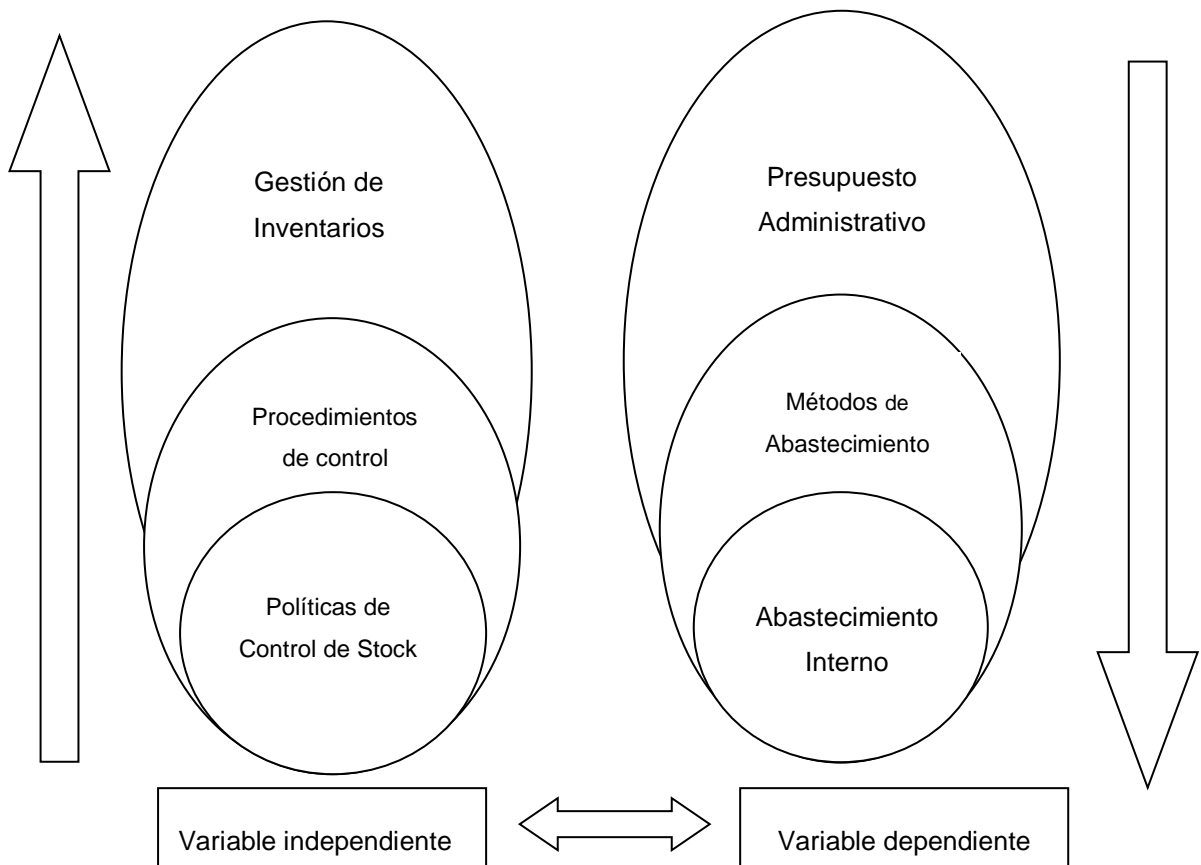 Gestión de
Inventarios
Procedimientos
de control
Políticas de
Control de Stock
Variable independiente
Presupuesto
Administrativo
Métodos de
Abastecimiento
Abastecimiento
Interno
Variable dependiente